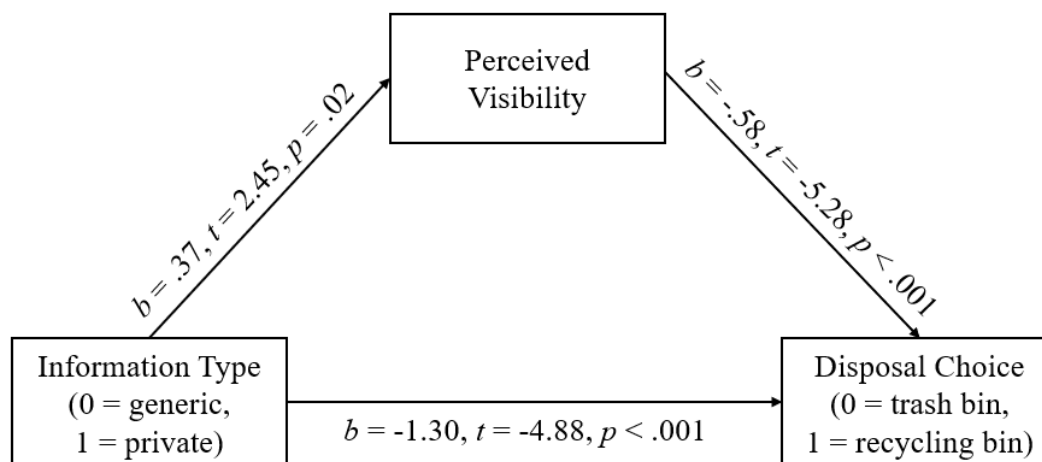 Perceived
Visibility
b = .37, t = 2.45, p = .02
b = -.58, t = -5.28, p < .001
Information Type
(0 = generic,
1 = private)
b = -1.30, t = -4.88, p < .001
Disposal Choice
(0 = trash bin,
1 = recycling bin)